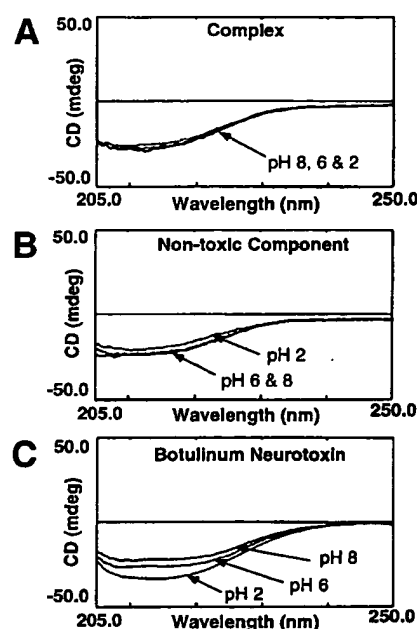 A
50.0
Complex
CD (mdeg)
pH 8, 6 & 2
-50.0
205.0
Wavelength (nm)
250.0
B
50.0
Non-toxic Component
CD (mdeg)
pH 2
pH 6 & 8
-50.0
205.0
Wavelength (nm)
250.0
C
50.0
Botulinum Neurotoxin
CD (mdeg)
pH 8
pH 6
pH 2
-50.0
205.0
Wavelength (nm)
250.0